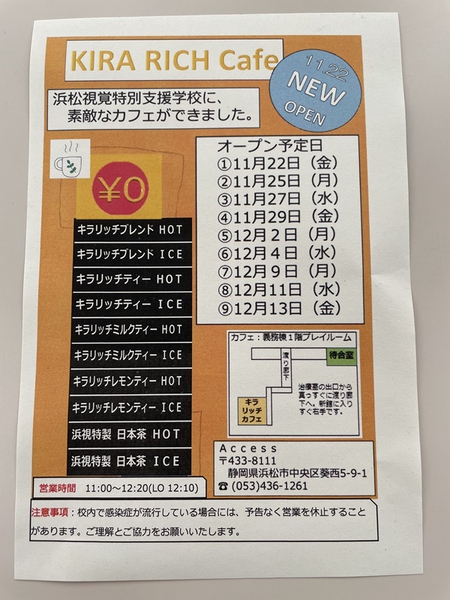 KIRA RICH Cafe
11.22
NEW
OPEN
浜松視覚特別支援学校に、
素敵なカフェができました。
¥0
キラリッチブレンド HOT
キラリッチブレンド ICE
キラリッチティー HOT
キラリッチティー ICE
キラリッチミルクティー HOT
キラリッチミルクティー ICE
キラリッチレモンティー HOT
キラリッチレモンティー ICE
浜視特製 日本茶 HOT
浜視特製 日本茶 ICE
オープン予定日
①11月22日（金）
②11月25日（月）
③11月27日（水）
④11月29日（金）
⑤12月2日（月）
⑥12月4日（水）
⑦12月9日（月）
⑧12月11日（水）
⑨12月13日（金）
カフェ：義務棟1階プレイルーム
渡り廊下
待合室
キラ
リッチ
カフェ
治療室の出口から
真っすぐに渡り廊
下へ。新館に入り
すぐ右手です。
Access
〒433-8111
静岡県浜松市中央区葵西5-9-1
☎ (053)436-1261
営業時間 11:00～12:20(LO 12:10)
注意事項：校内で感染症が流行している場合には、予告なく営業を休止すること
があります。ご理解とご協力をお願いいたします。